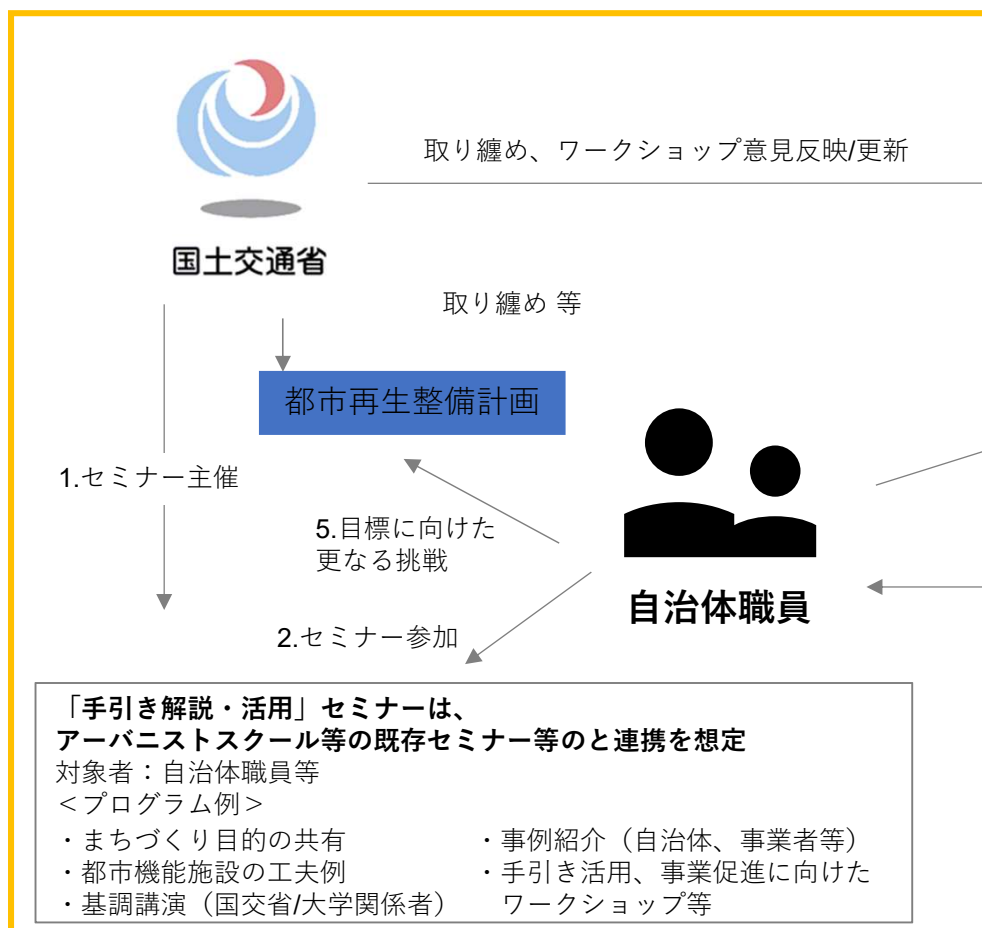 取り纏め、ワークショップ意見反映/更新
国土交通省
取り纏め 等
都市再生整備計画
1.セミナー主催
5.目標に向けた
更なる挑戦
自治体職員
2.セミナー参加
「手引き解説・活用」セミナーは、
アーバニストスクール等の既存セミナー等のと連携を想定
対象者：自治体職員等
＜プログラム例＞
・まちづくり目的の共有
・都市機能施設の工夫例
・基調講演（国交省/大学関係者）
・事例紹介（自治体、事業者等）
・手引き活用、事業促進に向けた
ワークショップ等